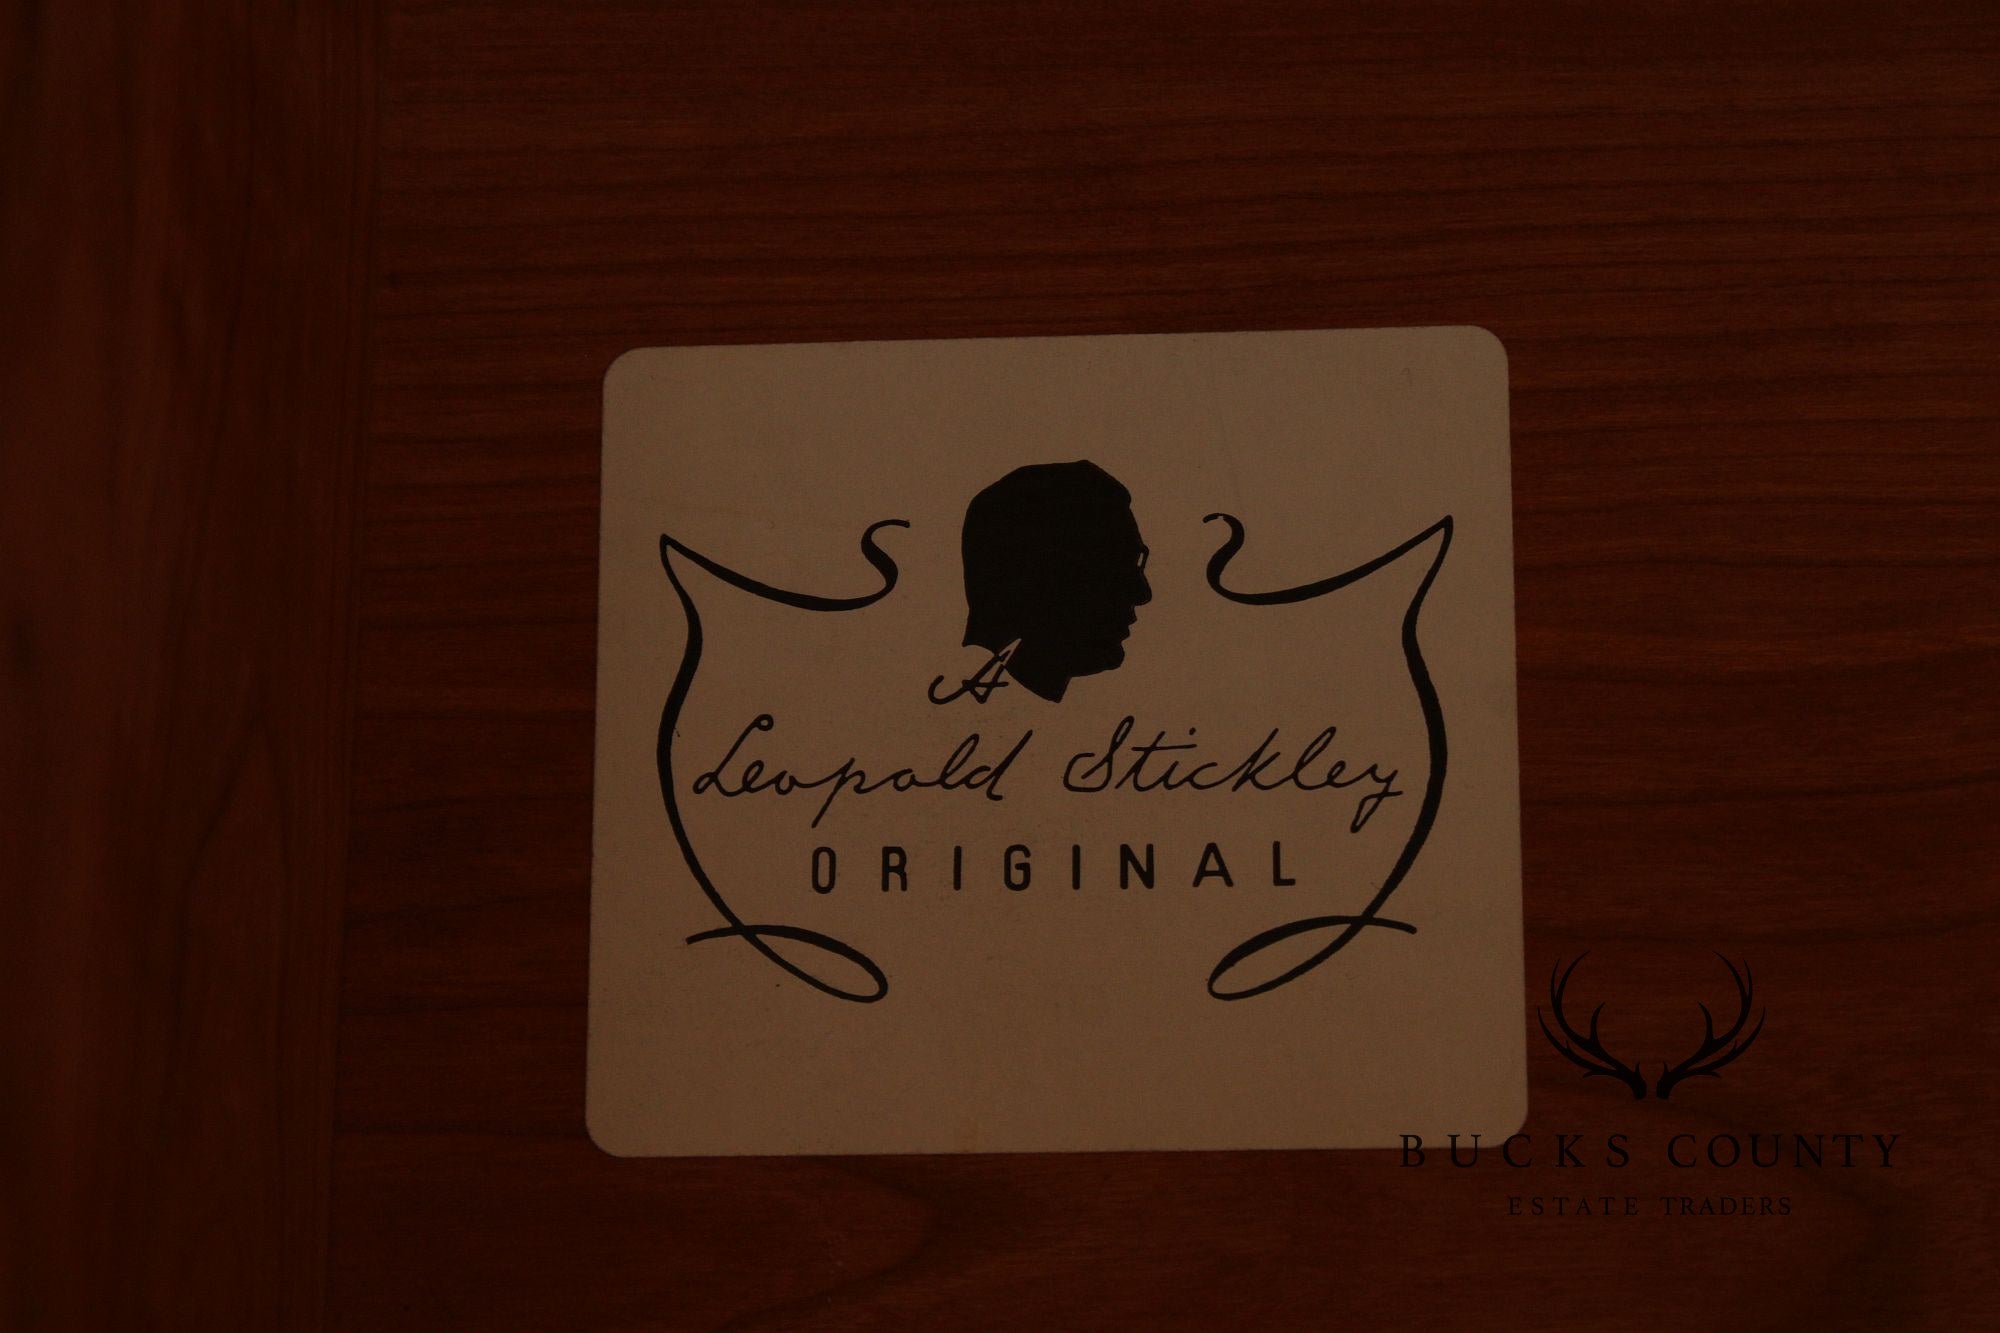 A
Leopold Stickley
ORIGINAL
BUCKS COUNTY
ESTATE TRADERS